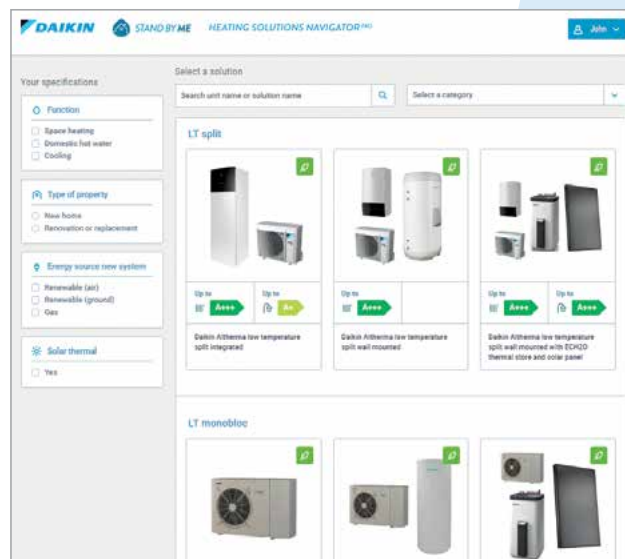 DAIKIN STAND BY ME HEATING SOLUTIONS NAVIGATOR PRO
John
Your specifications
Function
Space heating
Domestic hot water
Cooling
Type of property
New home
Renovation or replacement
Energy source new system
Renewable (air)
Renewable (ground)
Gas
Solar thermal
Yes
Select a solution
Search unit name or solution name
Select a category
LT split
Up to
A+++
Up to
A+
Daikin Altherma low temperature
split integrated
Up to
A+++
Daikin Altherma low temperature
split wall mounted
Up to
A+++
Up to
A+++
Daikin Altherma low temperature
split wall mounted with ECH2O
thermal store and solar panel
LT monobloc